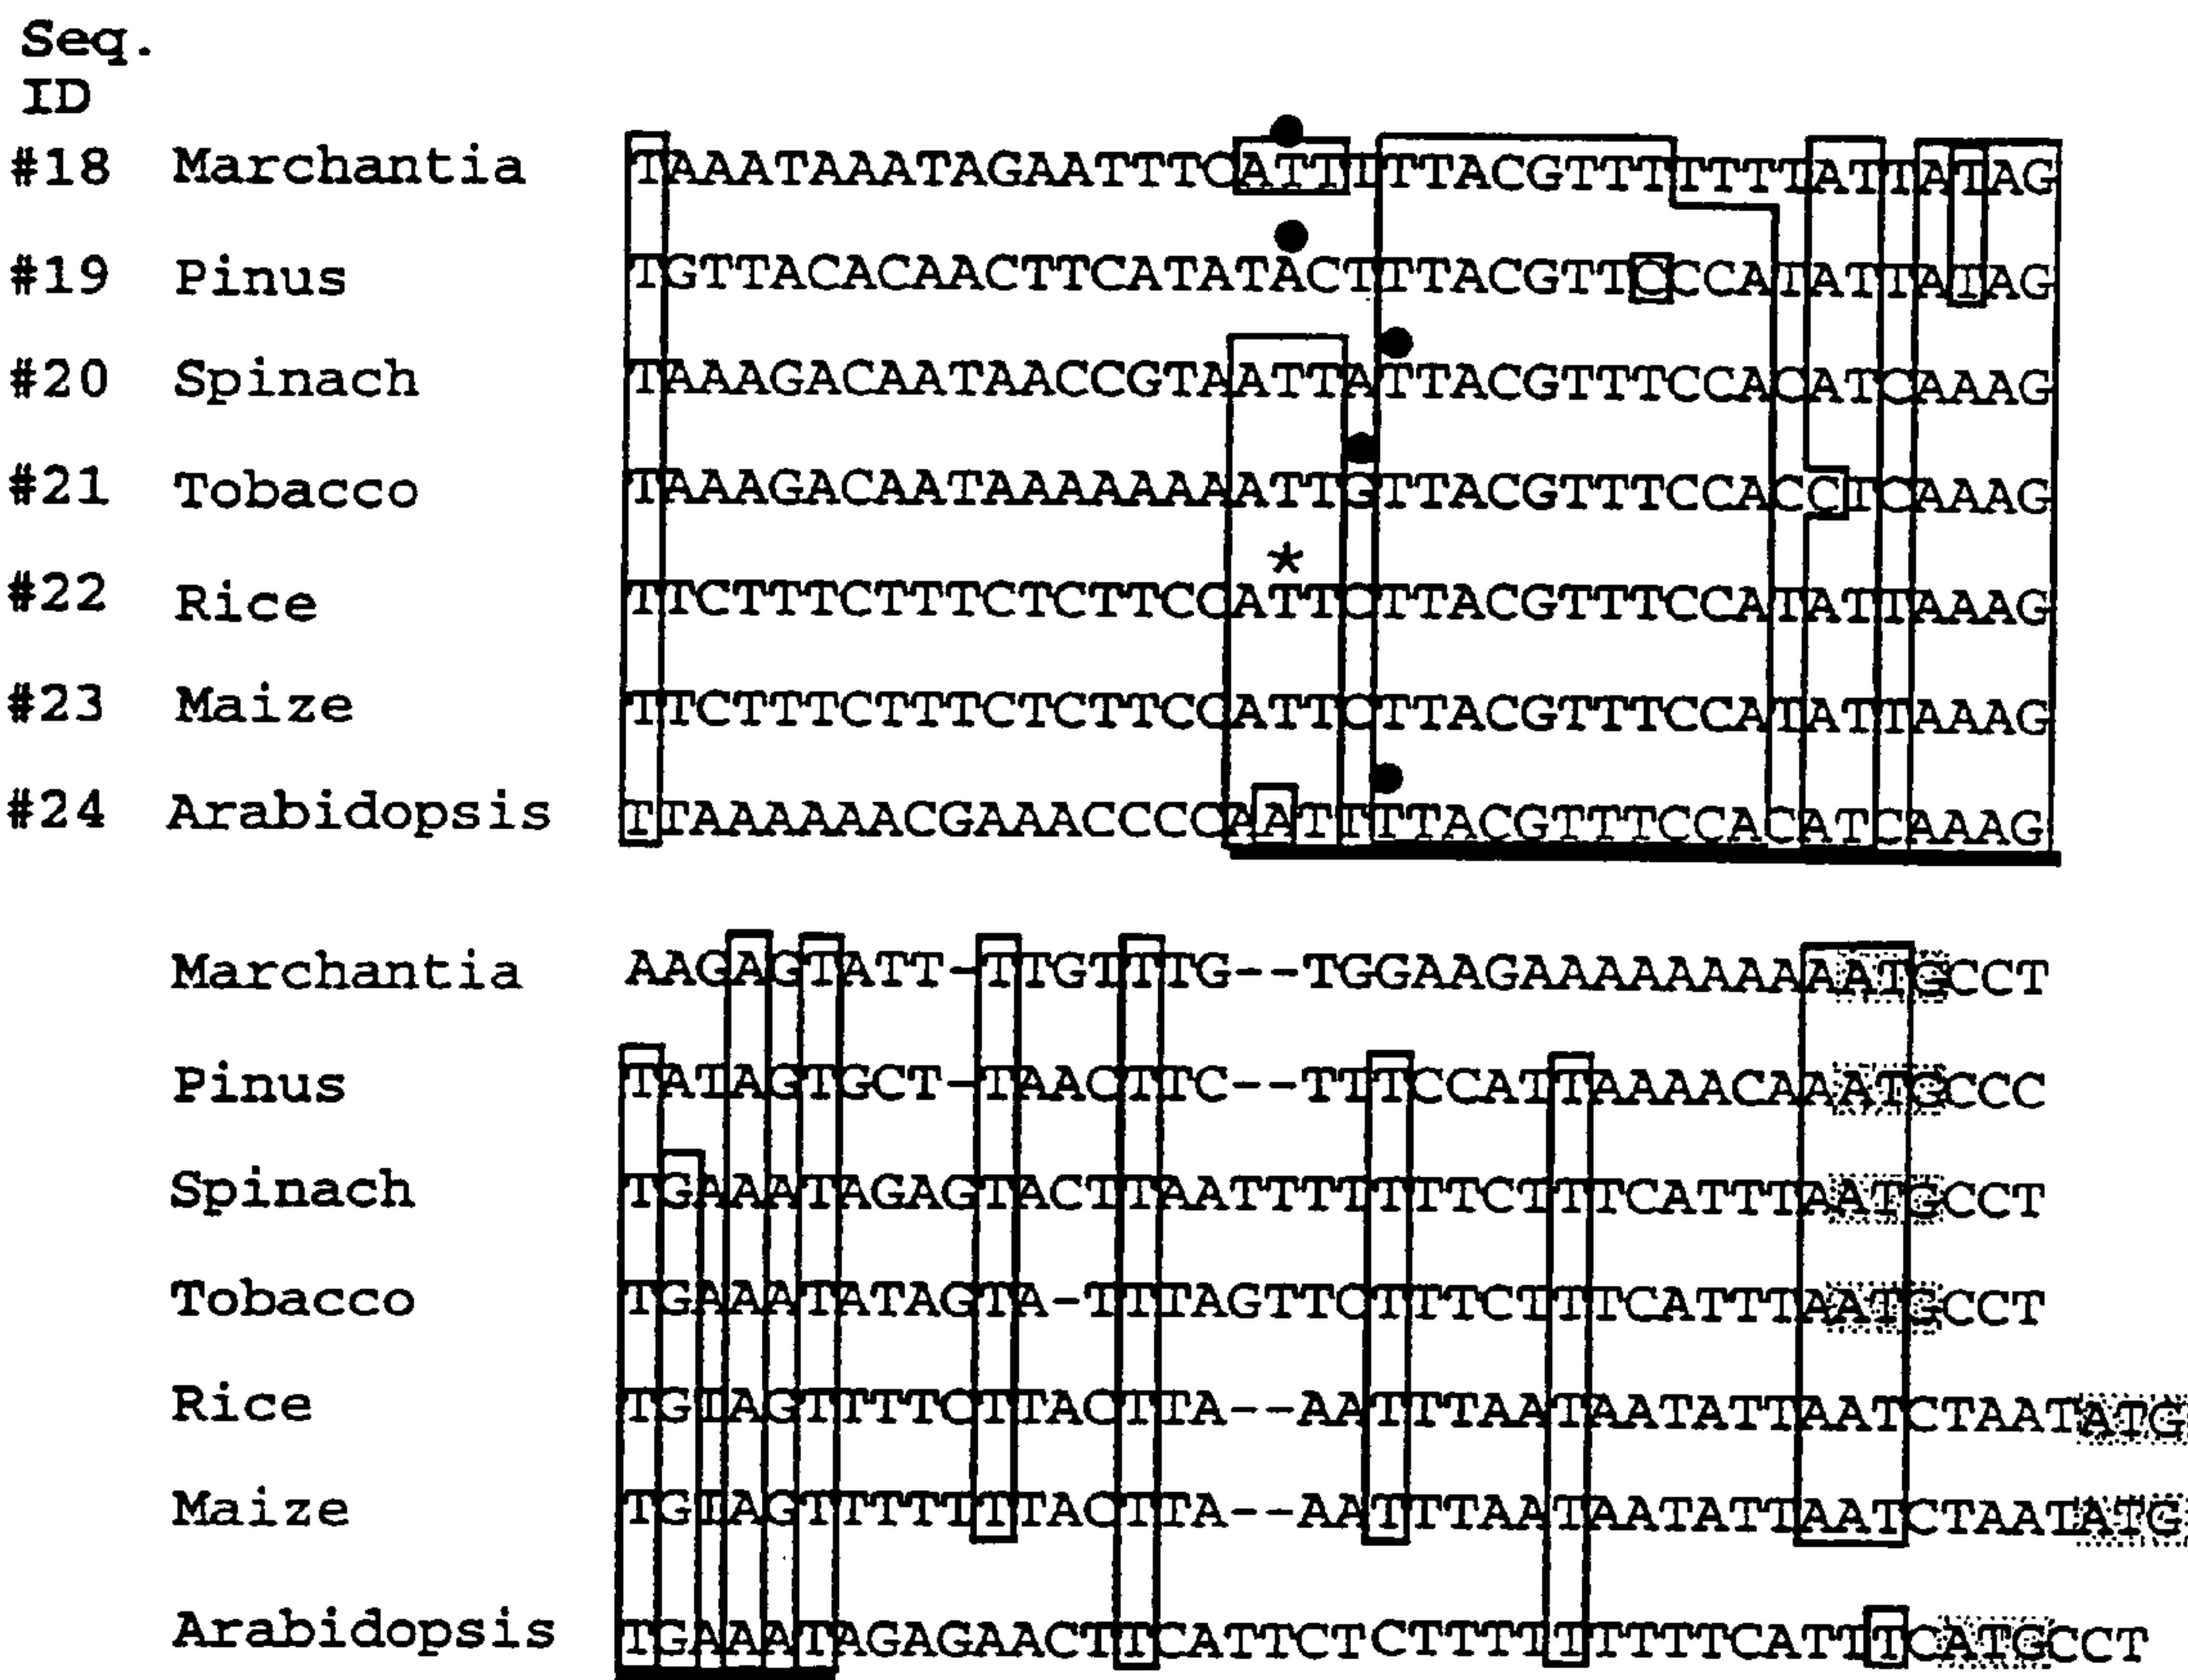 Seq.
ID
#18 Marchantia TAAATAAATAGAATTTCATTTTTACGTTTTTTTATTATAG
#19 Pinus TGTTACACAACTTCATATACTTTACGTTCCCATATTATAG
#20 Spinach TAAAGACAATAACCGTAATTATTACGTTTCCACATCAAAG
#21 Tobacco TAAAGACAATAAAAAAAATTGTTACGTTTCCACCTCAAAG
*
#22 Rice TTCTTTCTTTCTCTTCCATTCTTACGTTTCCATATTAAAG
#23 Maize TTCTTTCTTTCTCTTCCATTCTTACGTTTCCATATTAAAG
#24 Arabidopsis TTAAAAAACGAAACCCCAATTTTACGTTTCCACATCAAAG
Marchantia AAGAGTATT-TTGTTTG--TGGAAGAAAAAAAAAATGCCT
Pinus TATAGTGCT-TAACTTC--TTTCCATTAAAACAAATGCCC
Spinach TGAAATAGAGTACTTAATTTTTTTCTTTCATTTAATGCCT
Tobacco TGAAATATAGTA-TTTAGTTCTTTCTTTCATTTAATGCCT
Rice TGTAGTTTTCTTACTTA--AATTTAATAATATTAATCTAATATG
Maize TGTAGTTTTTTTACTTA--AATTTAATAATATTAATCTAATATG
Arabidopsis TGAAATAGAGAACTTCATTCTCTTTTTTTTTCATTTCATGCCT